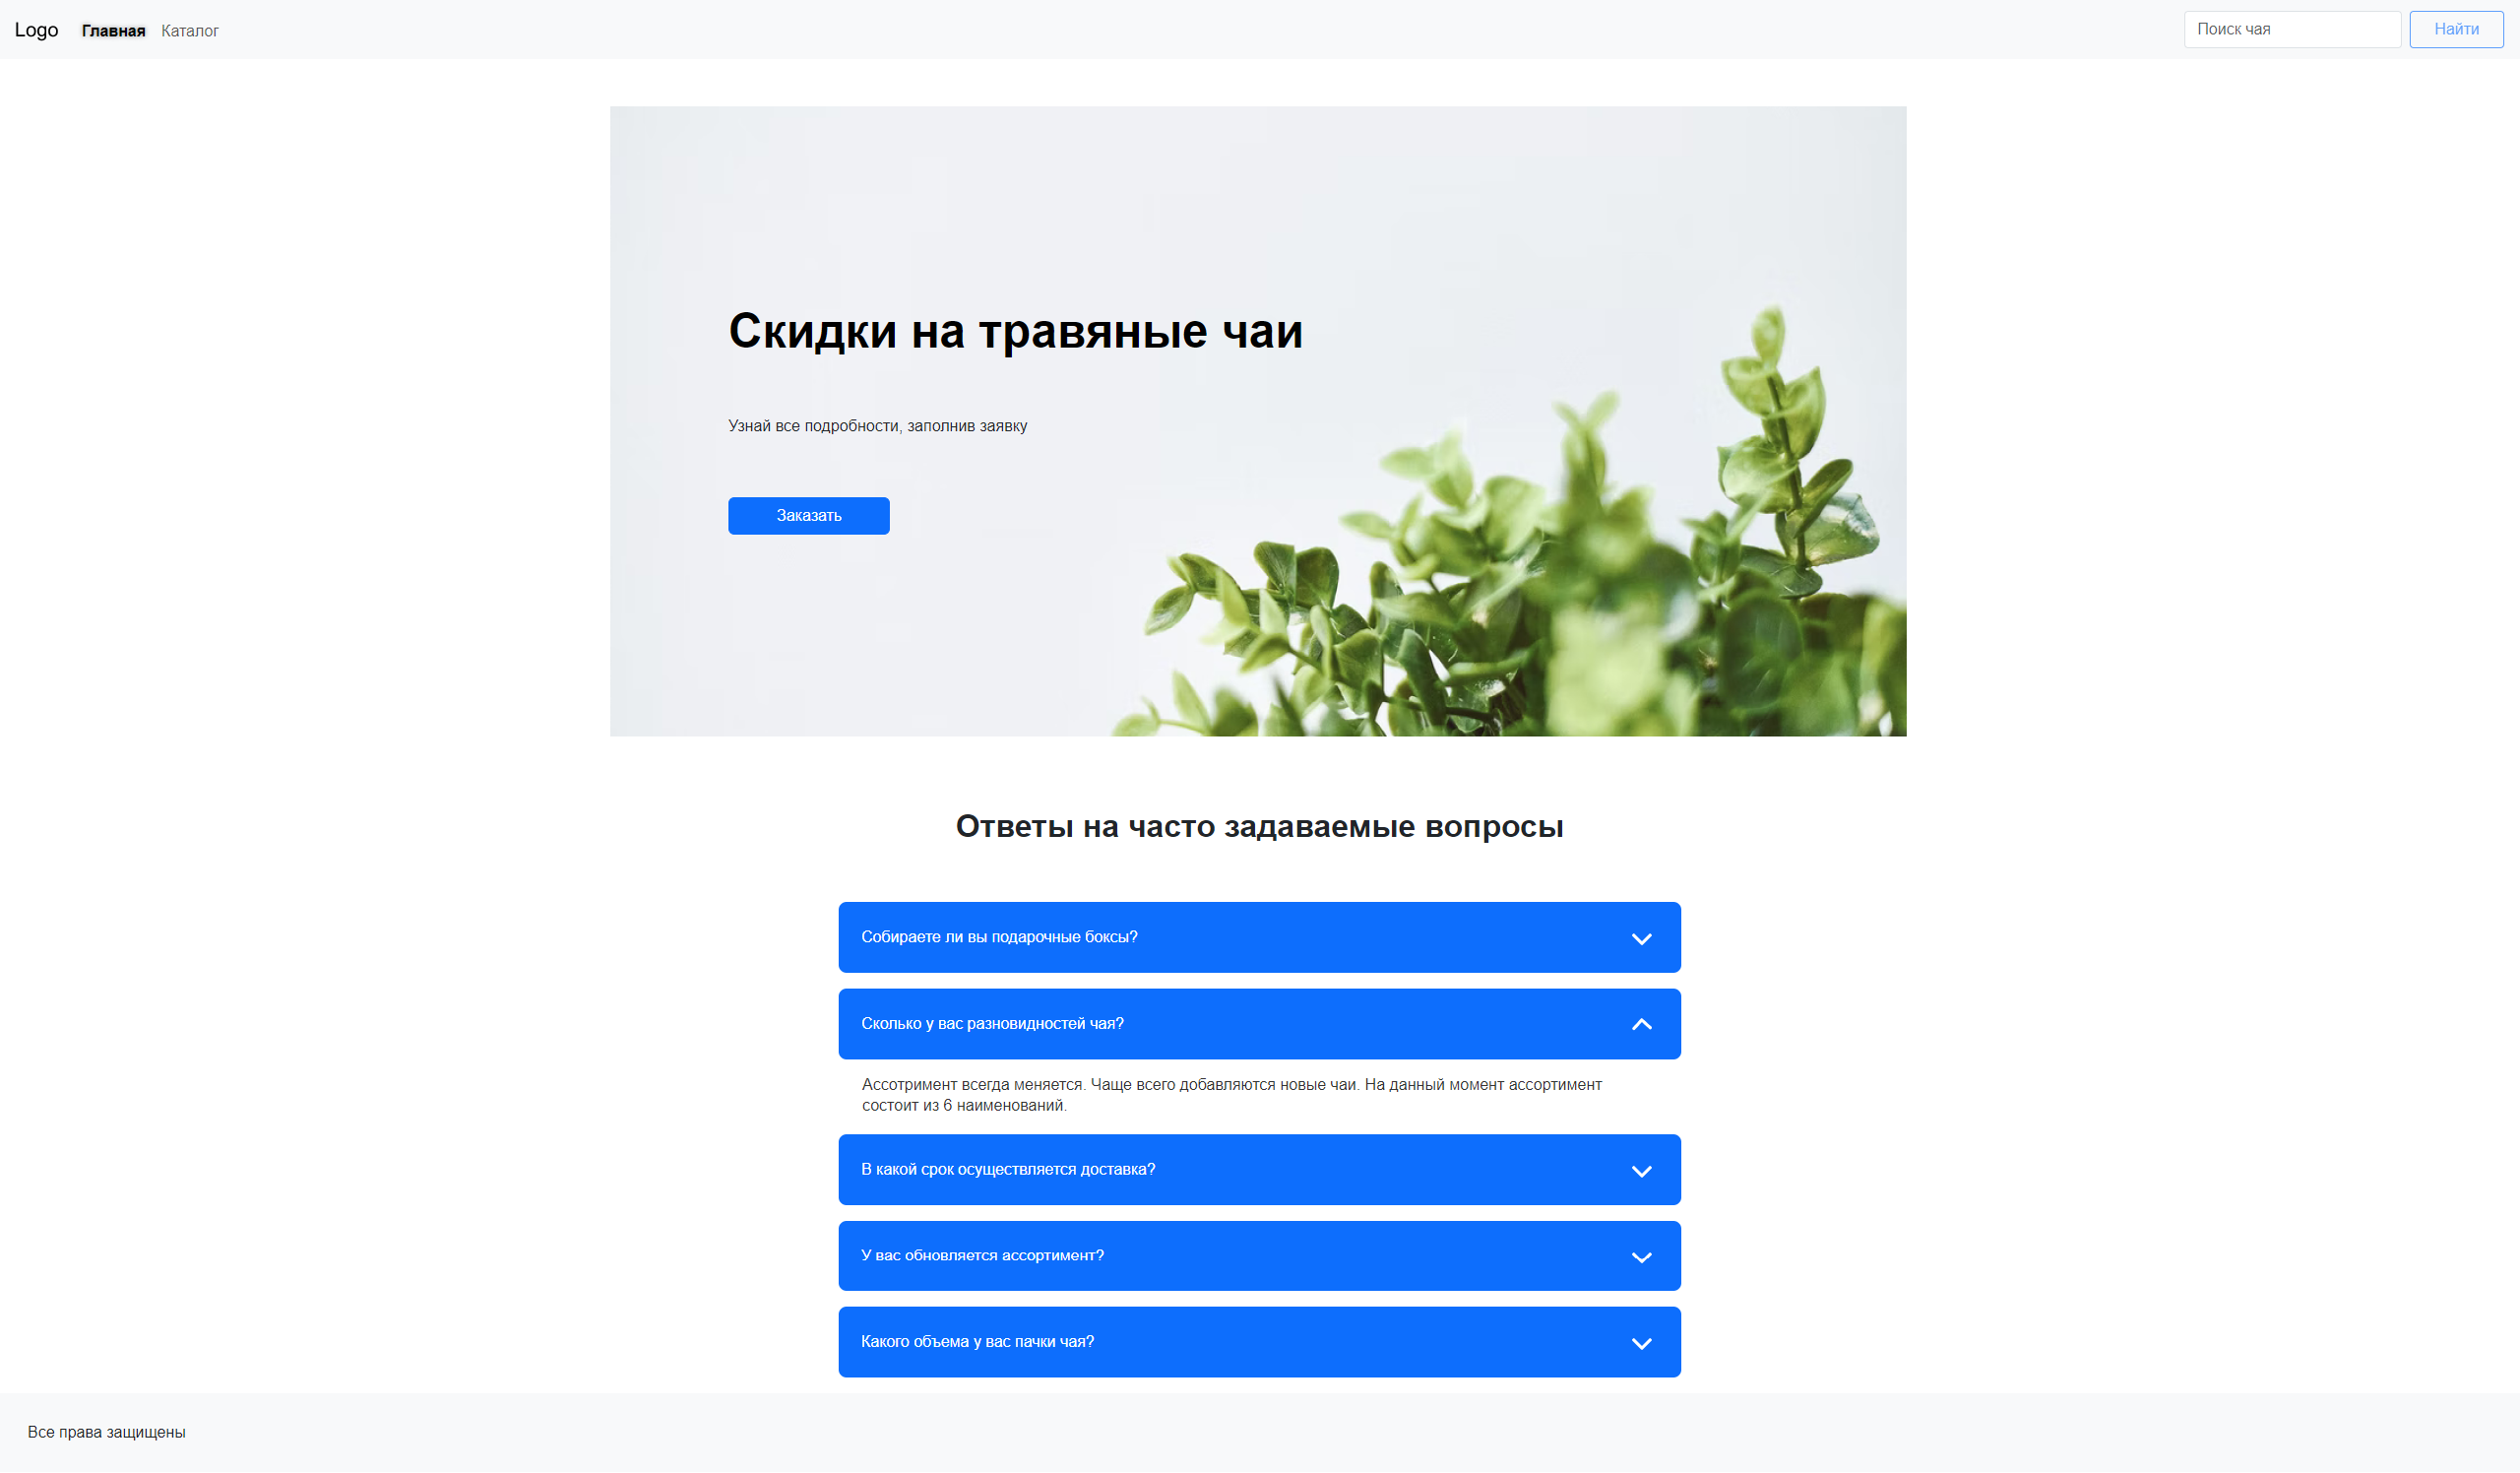 Logo Главная Каталог Поиск чая Найти
Скидки на травяные чаи
Узнай все подробности, заполнив заявку
Заказать
Ответы на часто задаваемые вопросы
Собираете ли вы подарочные боксы?
Сколько у вас разновидностей чая?
Ассотримент всегда меняется. Чаще всего добавляются новые чаи. На данный момент ассортимент
состоит из 6 наименований.
В какой срок осуществляется доставка?
У вас обновляется ассортимент?
Какого объема у вас пачки чая?
Все права защищены